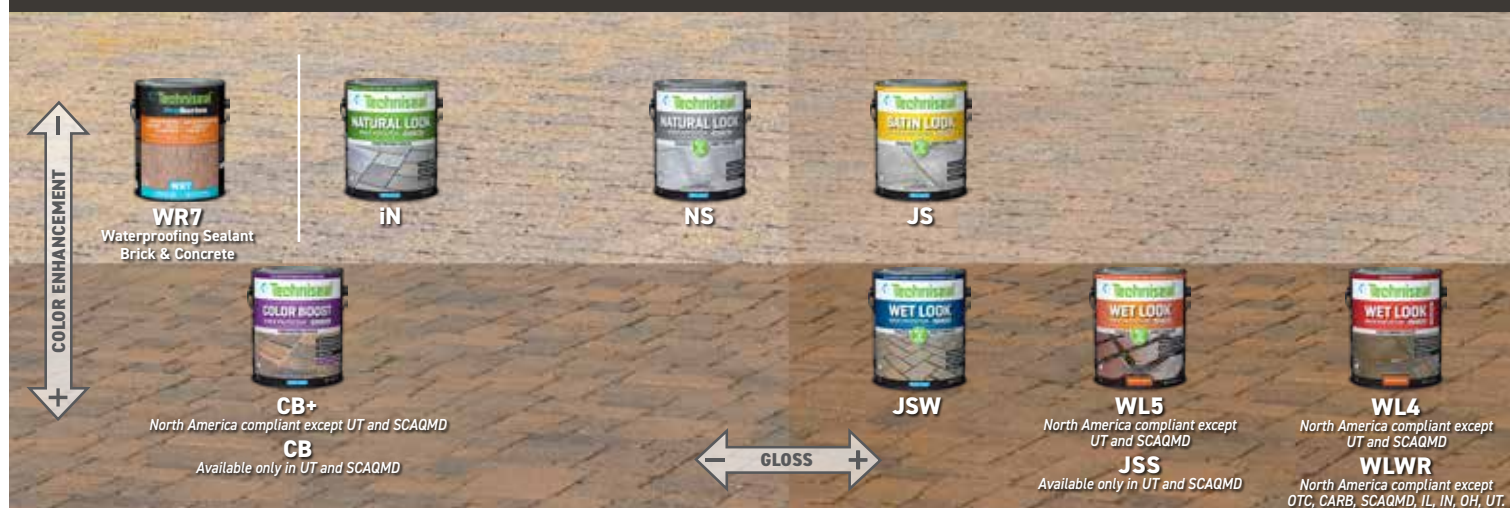 COLOR ENHANCEMENT
Techniseal
WR7
WR7
Waterproofing Sealant
Brick & Concrete
Techniseal
NATURAL LOOK
iN
Techniseal
NATURAL LOOK
NS
Techniseal
SATIN LOOK
JS
Techniseal
COLOR BOOST
CB+
North America compliant except UT and SCAQMD
CB
Available only in UT and SCAQMD
GLOSS
Techniseal
WET LOOK
JSW
Techniseal
WET LOOK
WL5
North America compliant except
UT and SCAQMD
JSS
Available only in UT and SCAQMD
Techniseal
WET LOOK
WL4
North America compliant except
UT and SCAQMD
WLWR
North America compliant except
OTC, CARB, SCAQMD, IL, IN, OH, UT.